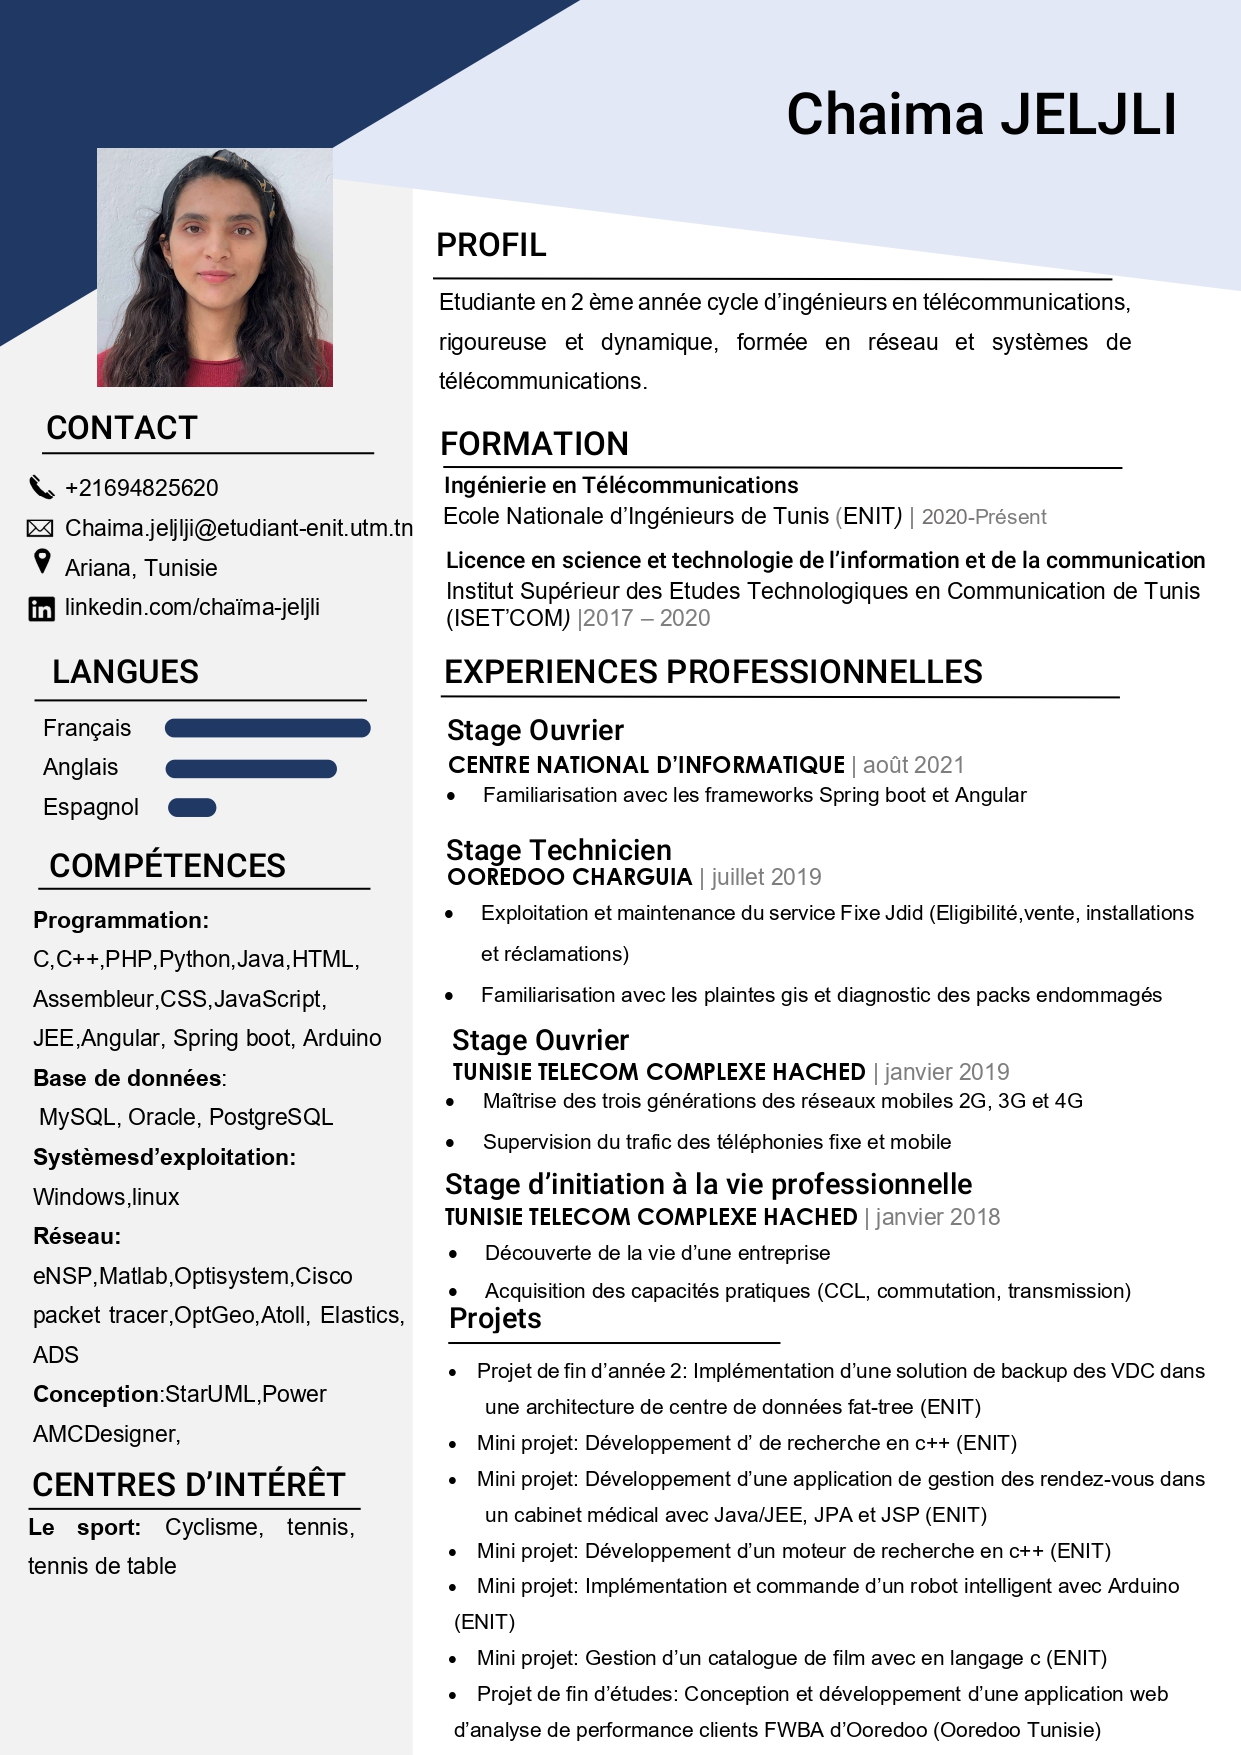 Chaima JELJLI
CONTACT
+21694825620
Chaima.jeljlji@etudiant-enit.utm.tn
Ariana, Tunisie
linkedin.com/chaïma-jeljli
LANGUES
Français
Anglais
Espagnol
COMPÉTENCES
Programmation:
C,C++,PHP,Python,Java,HTML,
Assembleur,CSS,JavaScript,
JEE,Angular, Spring boot, Arduino
Base de données:
MySQL, Oracle, PostgreSQL
Systèmesd’exploitation:
Windows,linux
Réseau:
eNSP,Matlab,Optisystem,Cisco
packet tracer,OptGeo,Atoll, Elastics,
ADS
Conception:StarUML,Power
AMCDesigner,
CENTRES D’INTÉRÊT
Le sport: Cyclisme, tennis,
tennis de table
PROFIL
Etudiante en 2 ème année cycle d’ingénieurs en télécommunications,
rigoureuse et dynamique, formée en réseau et systèmes de
télécommunications.
FORMATION
Ingénierie en Télécommunications
Ecole Nationale d’Ingénieurs de Tunis (ENIT) | 2020-Présent
Licence en science et technologie de l’information et de la communication
Institut Supérieur des Etudes Technologiques en Communication de Tunis
(ISET’COM) |2017 – 2020
EXPERIENCES PROFESSIONNELLES
Stage Ouvrier
CENTRE NATIONAL D’INFORMATIQUE | août 2021
• Familiarisation avec les frameworks Spring boot et Angular
Stage Technicien
OOREDOO CHARGUIA | juillet 2019
• Exploitation et maintenance du service Fixe Jdid (Eligibilité,vente, installations
et réclamations)
• Familiarisation avec les plaintes gis et diagnostic des packs endommagés
Stage Ouvrier
TUNISIE TELECOM COMPLEXE HACHED | janvier 2019
• Maîtrise des trois générations des réseaux mobiles 2G, 3G et 4G
• Supervision du trafic des téléphonies fixe et mobile
Stage d’initiation à la vie professionnelle
TUNISIE TELECOM COMPLEXE HACHED | janvier 2018
• Découverte de la vie d’une entreprise
• Acquisition des capacités pratiques (CCL, commutation, transmission)
Projets
• Projet de fin d’année 2: Implémentation d’une solution de backup des VDC dans
une architecture de centre de données fat-tree (ENIT)
• Mini projet: Développement d’ de recherche en c++ (ENIT)
• Mini projet: Développement d’une application de gestion des rendez-vous dans
un cabinet médical avec Java/JEE, JPA et JSP (ENIT)
• Mini projet: Développement d’un moteur de recherche en c++ (ENIT)
• Mini projet: Implémentation et commande d’un robot intelligent avec Arduino
(ENIT)
• Mini projet: Gestion d’un catalogue de film avec en langage c (ENIT)
• Projet de fin d’études: Conception et développement d’une application web
d’analyse de performance clients FWBA d’Ooredoo (Ooredoo Tunisie)